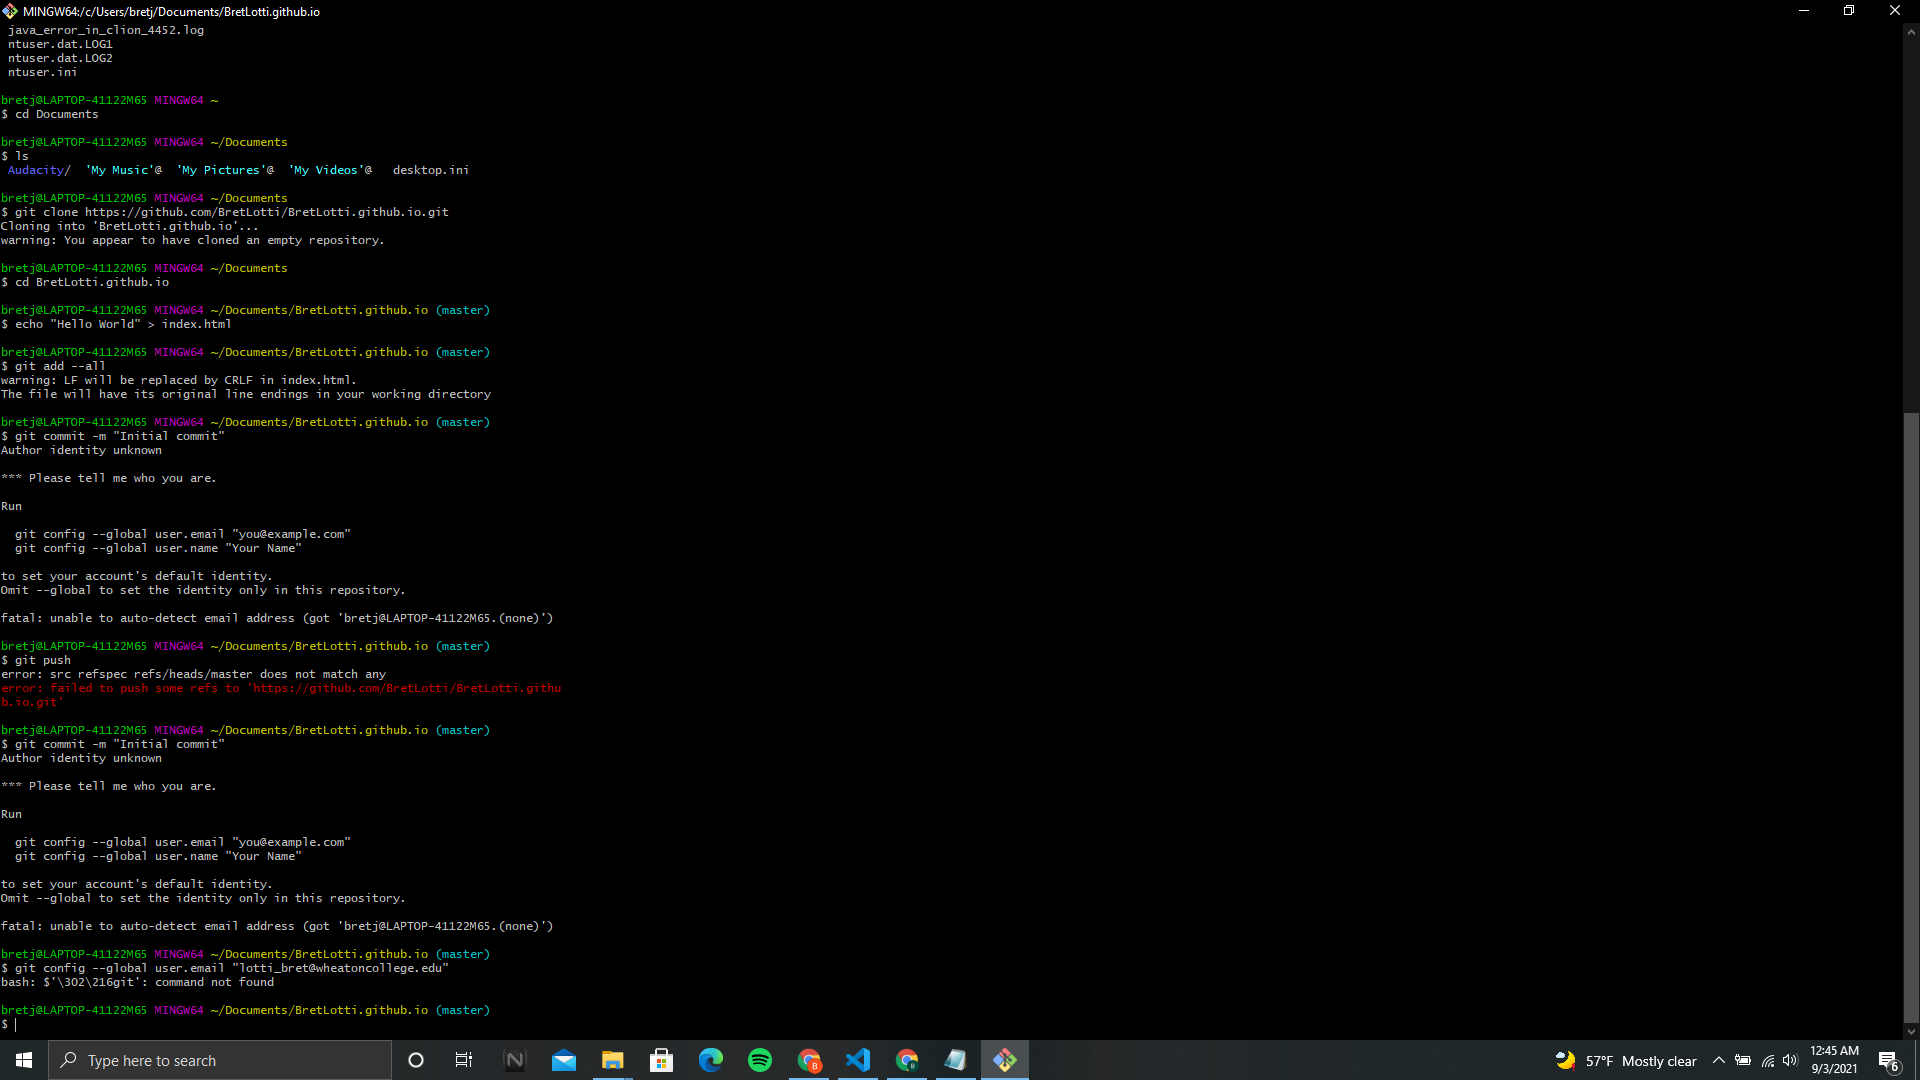 MINGW64:/c/Users/bretj/Documents/BretLotti.github.io
java_error_in_clion_4452.log
ntuser.dat.LOG1
ntuser.dat.LOG2
ntuser.ini
bretj@LAPTOP-41122M65 MINGW64 ~
$ cd Documents
bretj@LAPTOP-41122M65 MINGW64 ~/Documents
$ ls
Audacity/  'My Music'@  'My Pictures'@  'My Videos'@   desktop.ini
bretj@LAPTOP-41122M65 MINGW64 ~/Documents
$ git clone https://github.com/BretLotti/BretLotti.github.io.git
Cloning into 'BretLotti.github.io'...
warning: You appear to have cloned an empty repository.
bretj@LAPTOP-41122M65 MINGW64 ~/Documents
$ cd BretLotti.github.io
bretj@LAPTOP-41122M65 MINGW64 ~/Documents/BretLotti.github.io (master)
$ echo "Hello World" > index.html
bretj@LAPTOP-41122M65 MINGW64 ~/Documents/BretLotti.github.io (master)
$ git add --all
warning: LF will be replaced by CRLF in index.html.
The file will have its original line endings in your working directory
bretj@LAPTOP-41122M65 MINGW64 ~/Documents/BretLotti.github.io (master)
$ git commit -m "Initial commit"
Author identity unknown
*** Please tell me who you are.
Run
git config --global user.email "you@example.com"
git config --global user.name "Your Name"
to set your account's default identity.
Omit --global to set the identity only in this repository.
fatal: unable to auto-detect email address (got 'bretj@LAPTOP-41122M65.(none)')
bretj@LAPTOP-41122M65 MINGW64 ~/Documents/BretLotti.github.io (master)
$ git push
error: src refspec refs/heads/master does not match any
error: failed to push some refs to 'https://github.com/BretLotti/BretLotti.githu
b.io.git'
bretj@LAPTOP-41122M65 MINGW64 ~/Documents/BretLotti.github.io (master)
$ git commit -m "Initial commit"
Author identity unknown
*** Please tell me who you are.
Run
git config --global user.email "you@example.com"
git config --global user.name "Your Name"
to set your account's default identity.
Omit --global to set the identity only in this repository.
fatal: unable to auto-detect email address (got 'bretj@LAPTOP-41122M65.(none)')
bretj@LAPTOP-41122M65 MINGW64 ~/Documents/BretLotti.github.io (master)
$ git config --global user.email "lotti_bret@wheatoncollege.edu"
bash: $'\302\216git': command not found
bretj@LAPTOP-41122M65 MINGW64 ~/Documents/BretLotti.github.io (master)
$
Type here to search
57°F Mostly clear
12:45 AM
9/3/2021
6